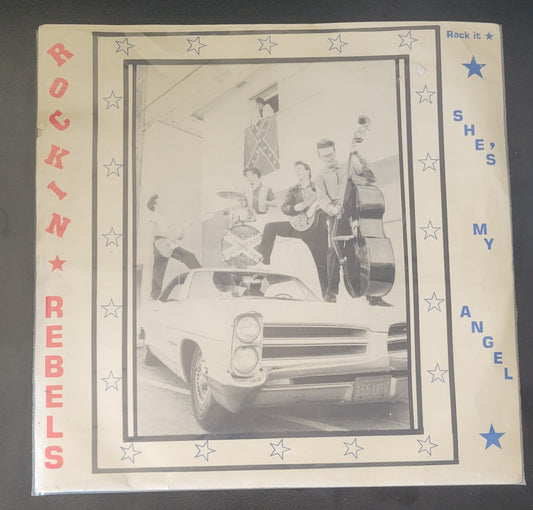 ROCKIN ★ REBELS
Rock it ★
★ SHE'S MY ANGEL ★